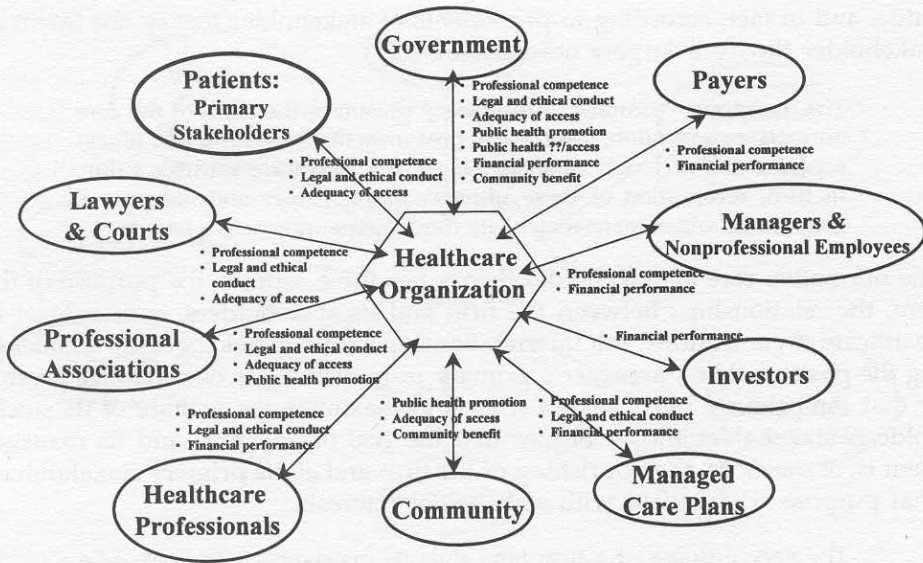 Government
Patients:
Primary
Stakeholders
Payers
• Professional competence
• Legal and ethical conduct
• Adequacy of access
• Public health promotion
• Public health ??/access
• Financial performance
• Community benefit
• Professional competence
• Financial performance
• Professional competence
• Legal and ethical conduct
• Adequacy of access
Lawyers
& Courts
Managers &
Nonprofessional Employees
Healthcare
Organization
• Professional competence
• Legal and ethical
conduct
• Adequacy of access
• Professional competence
• Financial performance
Professional
Associations
• Professional competence
• Legal and ethical conduct
• Adequacy of access
• Public health promotion
• Financial performance
Investors
• Professional competence
• Legal and ethical conduct
• Financial performance
• Public health promotion
• Adequacy of access
• Community benefit
• Professional competence
• Legal and ethical conduct
• Financial performance
Healthcare
Professionals
Community
Managed
Care Plans